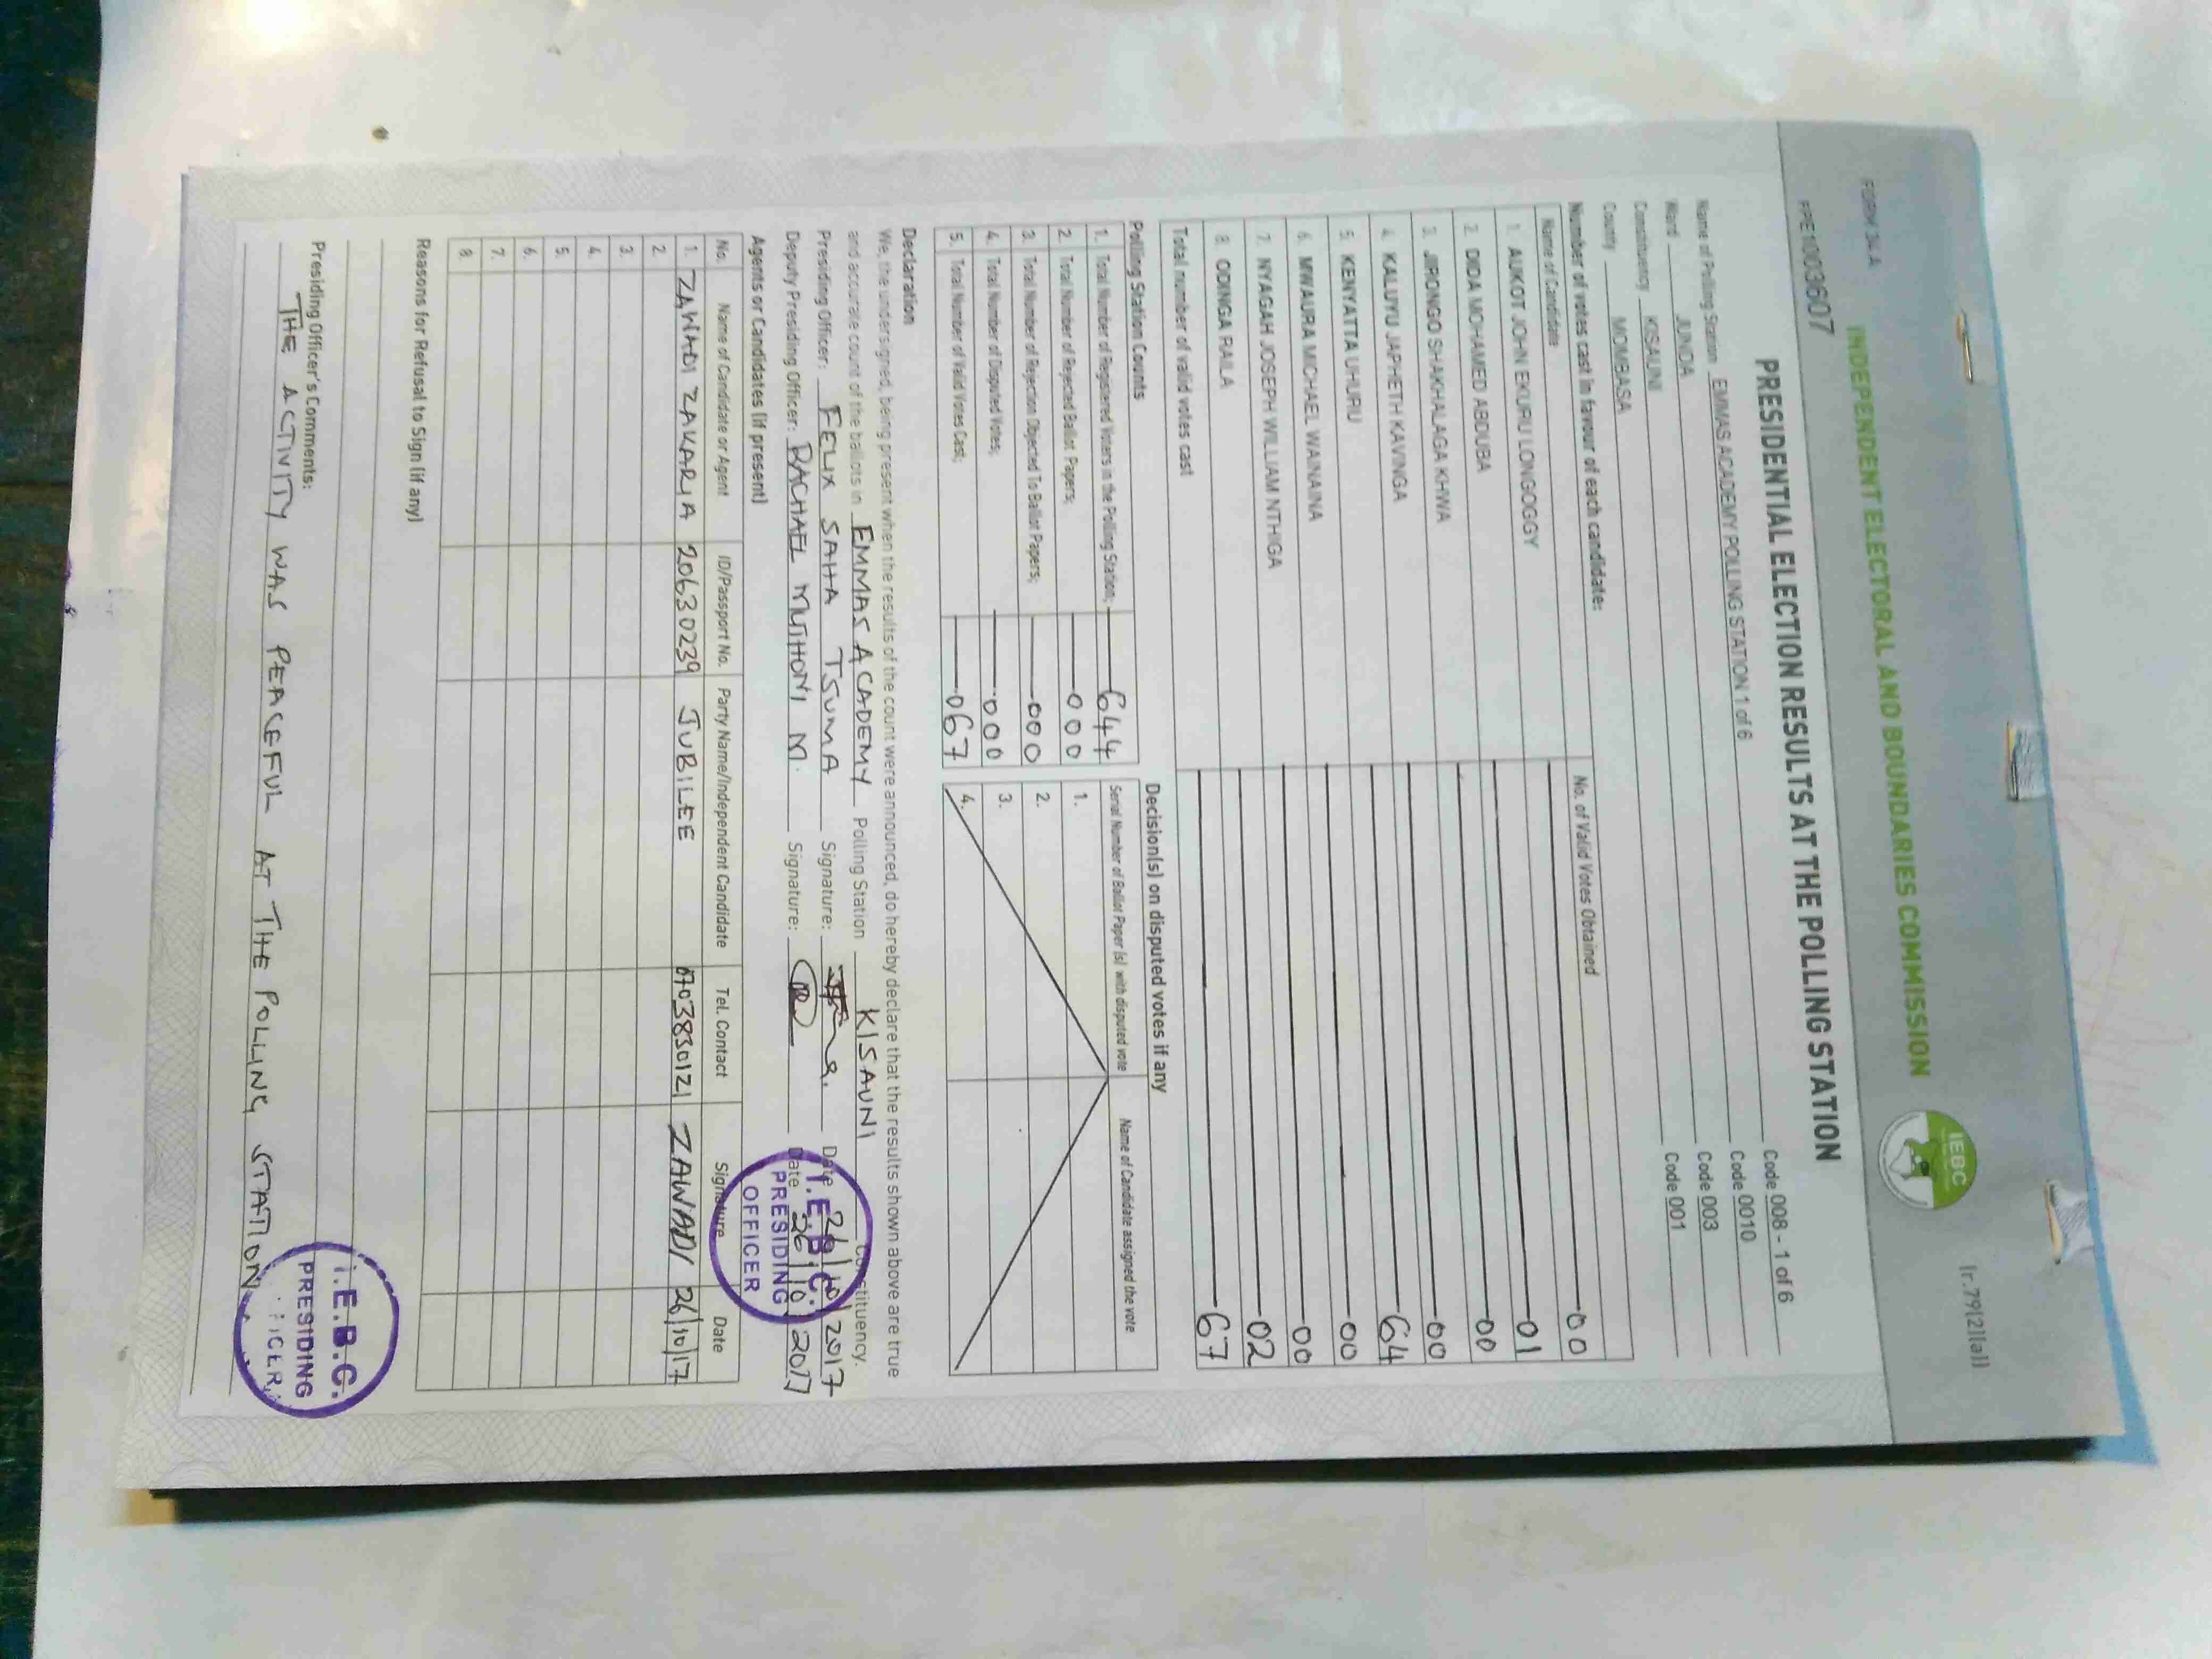 FORM 34A
[r.79(2)(a)]
INDEPENDENT ELECTORAL AND BOUNDARIES COMMISSION
IEBC
PPE1003607
PRESIDENTIAL ELECTION RESULTS AT THE POLLING STATION
Name of Polling Station EMMAS ACADEMY POLLING STATION 1 of 6 Code 008 - 1 of 6
Ward JUNDA Code 0010
Constituency KISAUNI Code 003
County MOMBASA Code 001
Number of votes cast in favour of each candidate:
Name of Candidate No. of Valid Votes Obtained
1. AUKOT JOHN EKURU LONGOGGY 00
2. DIDA MOHAMED ABDUBA 01
3. JIRONGO SHAKHALAGA KHWA 00
4. KALUYU JAPHETH KAVINGA 00
5. KENYATTA UHURU 64
6. MWAURA MICHAEL WAINAINA 00
7. NYAGAH JOSEPH WILLIAM NTHIGA 00
8. ODINGA RAILA 02
Total number of valid votes cast 67
Polling Station Counts
1. Total Number of Registered Voters in the Polling Station; 644
2. Total Number of Rejected Ballot Papers; 000
3. Total Number of Rejection Objected To Ballot Papers; 000
4. Total Number of Disputed Votes; 000
5. Total Number of Valid Votes Cast; 067
Decision(s) on disputed votes if any
Serial Number of Ballot Paper (s) with disputed vote Name of Candidate assigned the vote
1.
2.
3.
4.
Declaration
We, the undersigned, being present when the results of the count were announced, do hereby declare that the results shown above are true
and accurate count of the ballots in EMMAS ACADEMY Polling Station KISAUNI Constituency.
Presiding Officer: FELIX SAHA TSUMA Signature: Date 26/10/2017
Deputy Presiding Officer: RACHAEL MUTHONI M. Signature: Date 26/10/2017
I.E.B.C.
PRESIDING
OFFICER
Agents or Candidates (if present)
No. Name of Candidate or Agent ID/Passport No. Party Name/Independent Candidate Tel. Contact Signature Date
1. ZAWADI ZAKARIA 20630239 JUBILEE 0703830121 ZAWADI 26/10/17
2.
3.
4.
5.
6.
7.
8.
Reasons for Refusal to Sign (if any)
Presiding Officer's Comments:
THE ACTIVITY WAS PEACEFUL AT THE POLLING STATION.
I.E.B.C.
PRESIDING
OFFICER